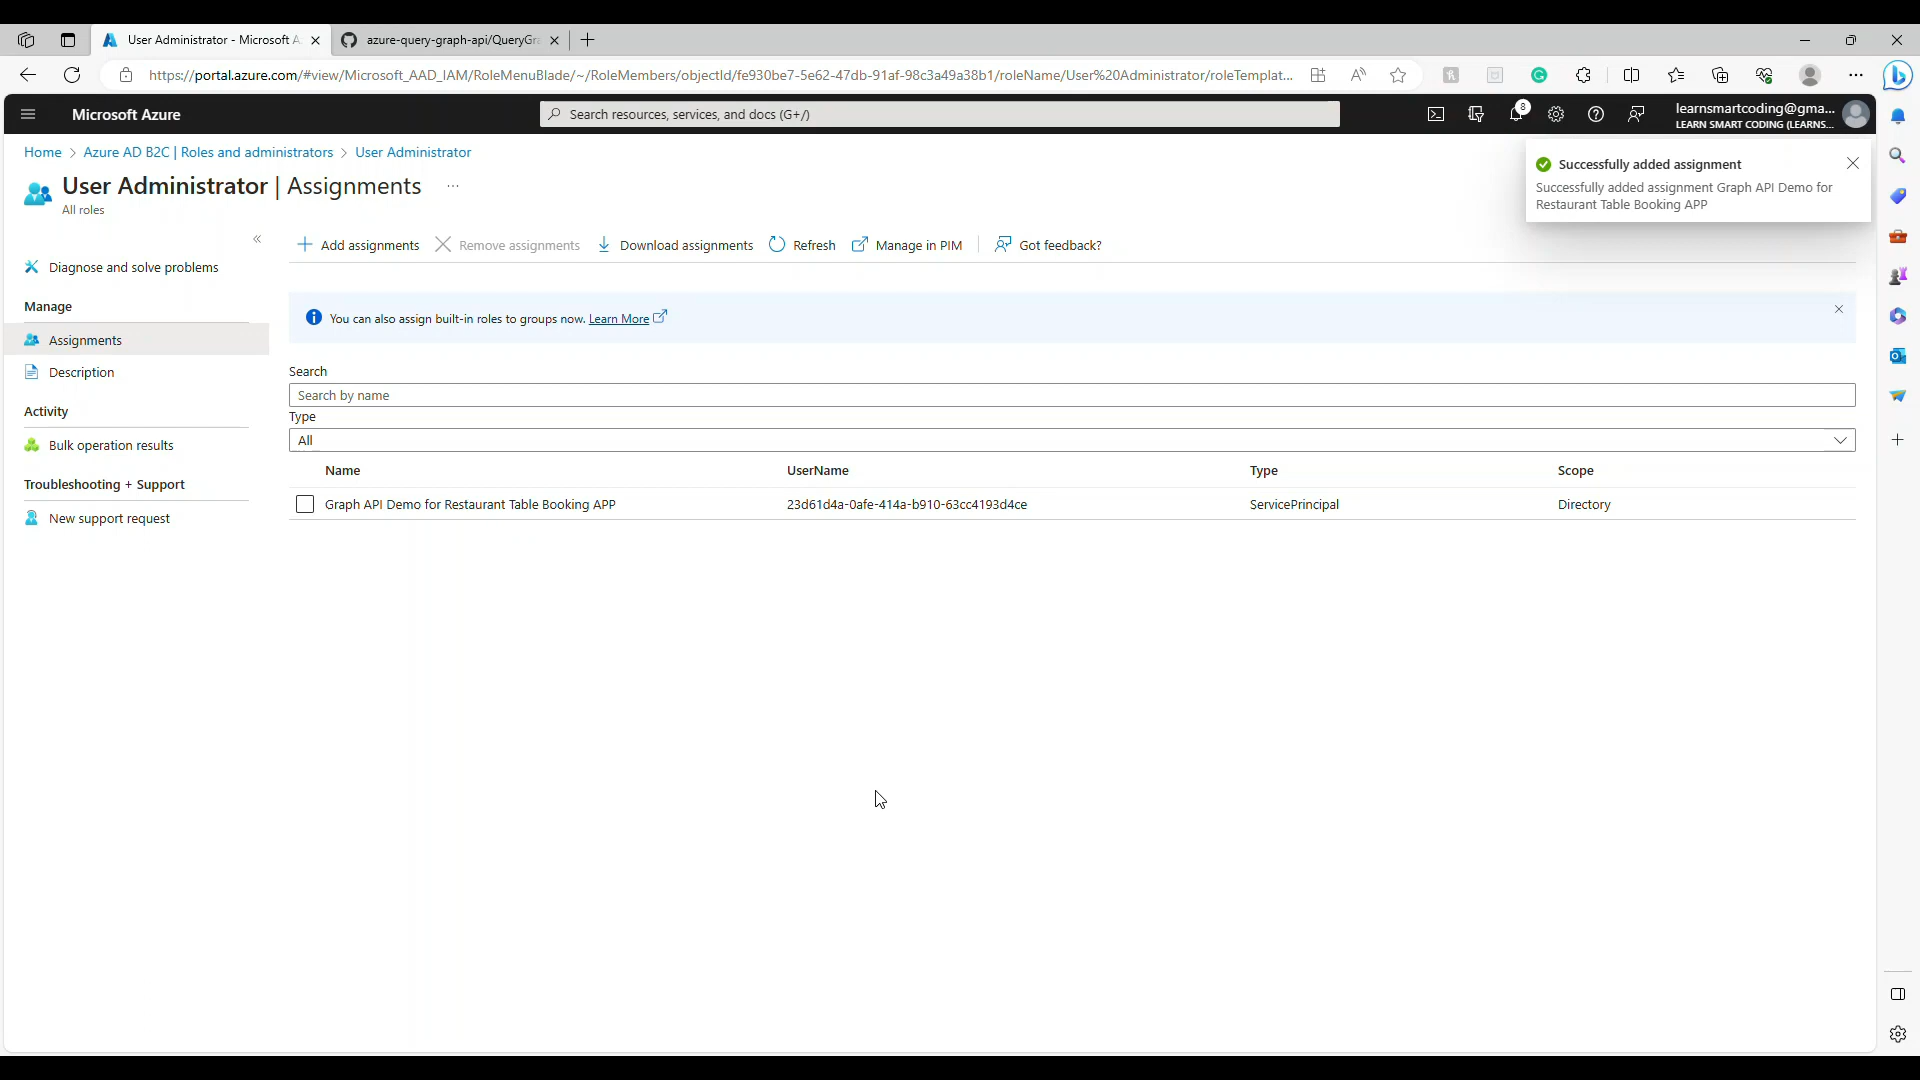 User Administrator - Microsoft A
azure-query-graph-api/QueryGr
https://portal.azure.com/#view/Microsoft_AAD_IAM/RoleMenuBlade/~/RoleMembers/objectId/fe930be7-5e62-47db-91af-98c3a49a38b1/roleName/User%20Administrator/roleTemplat...
Microsoft Azure
Search resources, services, and docs (G+/)
8
learnsmartcoding@gma...
LEARN SMART CODING (LEARNS...
Home > Azure AD B2C | Roles and administrators > User Administrator
User Administrator | Assignments ...
All roles
Successfully added assignment
Successfully added assignment Graph API Demo for
Restaurant Table Booking APP
Add assignments Remove assignments Download assignments Refresh Manage in PIM Got feedback?
Diagnose and solve problems
Manage
Assignments
Description
Activity
Bulk operation results
Troubleshooting + Support
New support request
You can also assign built-in roles to groups now. Learn More
Search
Search by name
Type
All
Name UserName Type Scope
Graph API Demo for Restaurant Table Booking APP 23d61d4a-0afe-414a-b910-63cc4193d4ce ServicePrincipal Directory